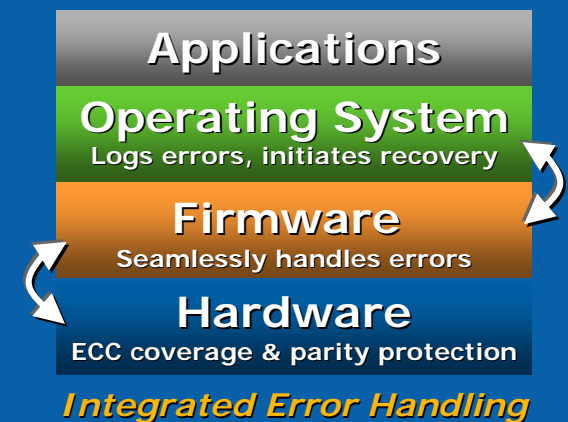 Applications
Operating System
Logs errors, initiates recovery
Firmware
Seamlessly handles errors
Hardware
ECC coverage & parity protection
Integrated Error Handling